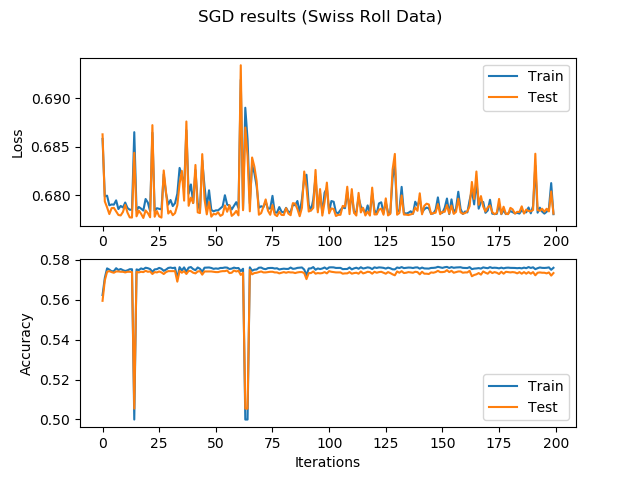 SGD results (Swiss Roll Data)
Loss
0.690
0.685
0.680
Train
Test
0 25 50 75 100 125 150 175 200
Accuracy
0.58
0.56
0.54
0.52
0.50
Train
Test
0 25 50 75 100 125 150 175 200
Iterations